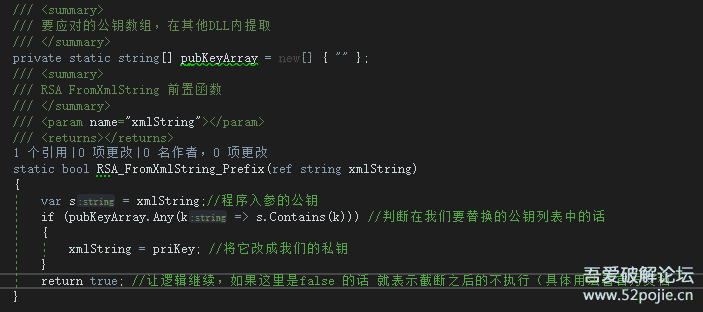 /// <summary>
/// 要应对的公钥数组，在其他DLL内提取
/// </summary>
private static string[] pubKeyArray = new[] { "" };
/// <summary>
/// RSA FromXmlString 前置函数
/// </summary>
/// <param name="xmlString"></param>
/// <returns></returns>
1 个引用|0 项更改|0 名作者，0 项更改
static bool RSA_FromXmlString_Prefix(ref string xmlString)
{
var s:string = xmlString;//程序入参的公钥
if (pubKeyArray.Any(k:string => s.Contains(k))) //判断在我们要替换的公钥列表中的话
{
xmlString = priKey; //将它改成我们的私钥
}
return true; //让逻辑继续，如果这里是false 的话 就表示截断之后的不执行（具体用
}
吾爱破解论坛
www.52pojie.cn